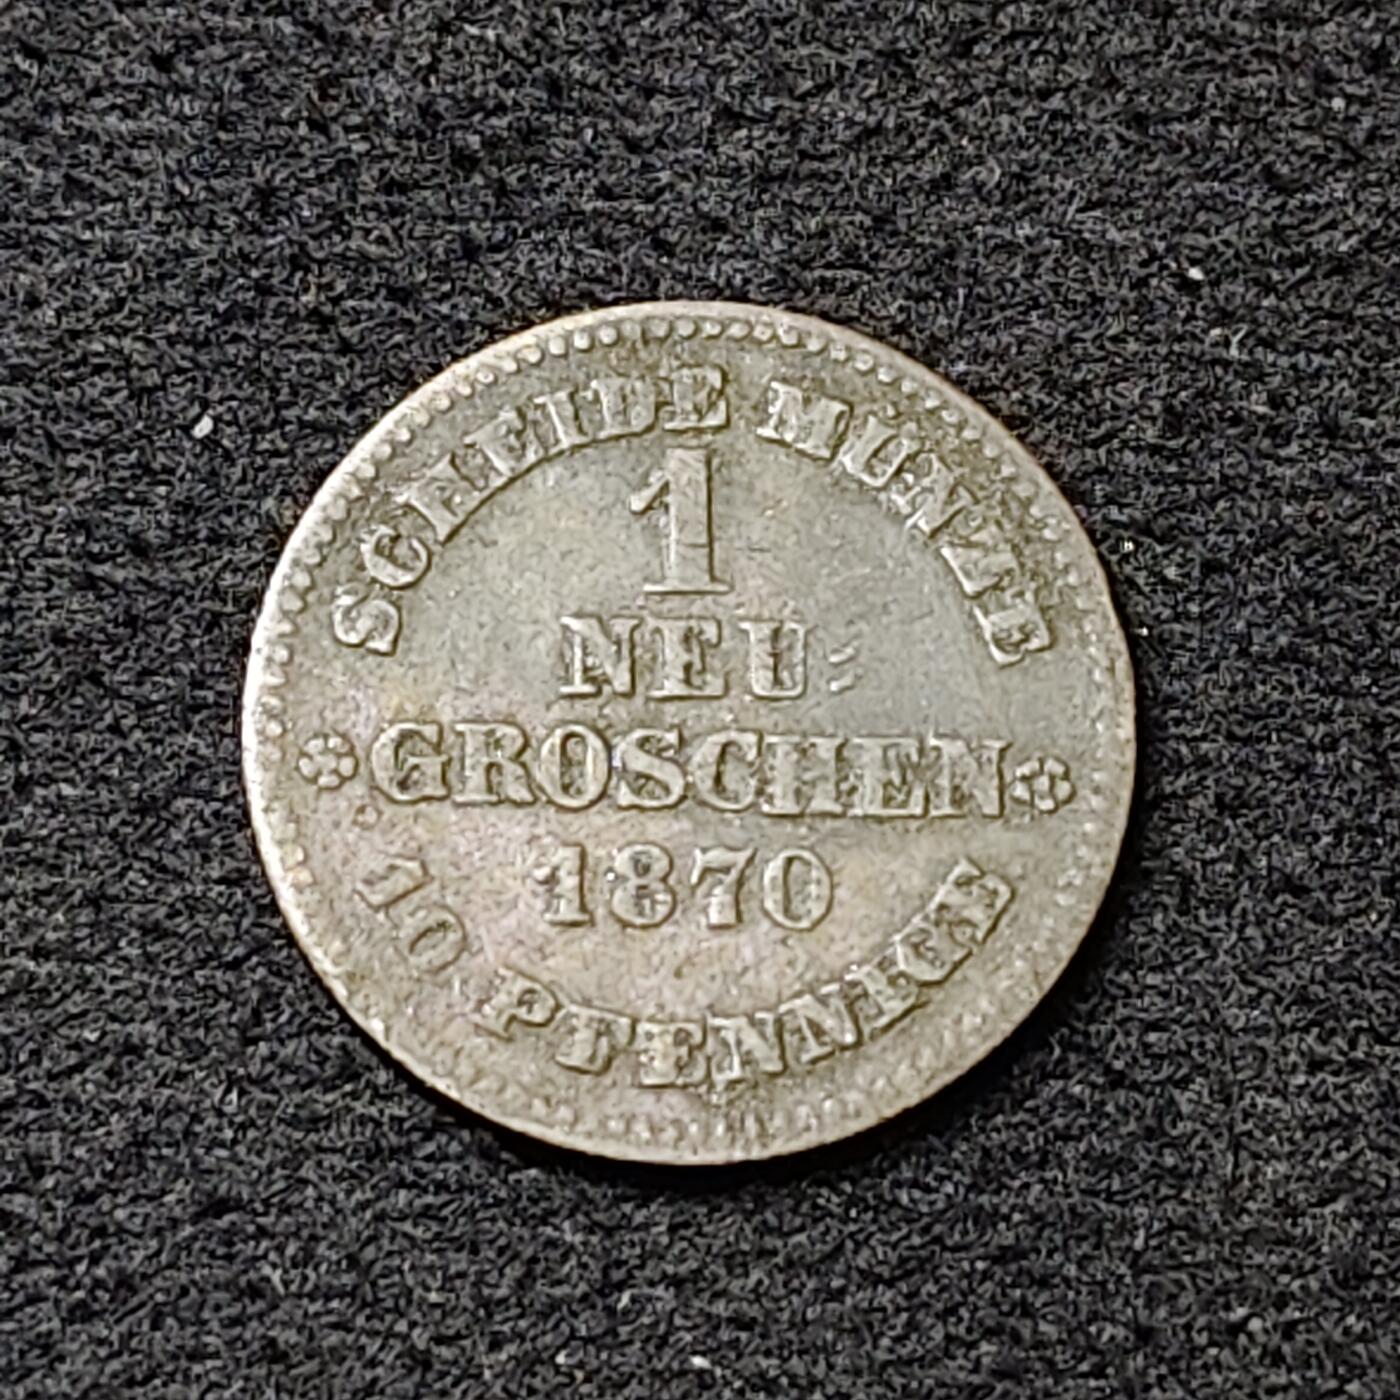 SCHEIDE MÜNZE
1
NEU=
GROSCHEN
1870
10 PFENNIGE